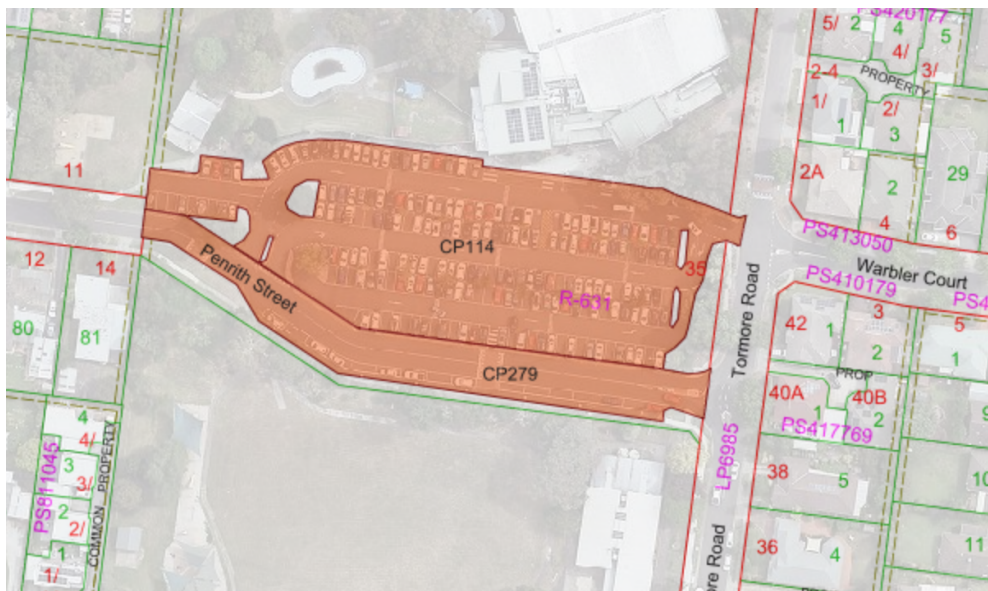 PS420177
5/
2
4
4/
5
3/
2-4
PROPERTY
1/
2/
1
3
11
2A
2
29
4
6
PS413050
CP114
35
12
14
Penrith Street
R-631
Tormore Road
Warbler Court
PS410179
PS4
80
81
42
1
3
2
5
1
CP279
PROP
40A
40B
1
2
PS417769
LP6985
38
5
10
4
4/
3
3/
2
2/
1
1/
PS811045
COMMON PROPERTY
36
4
11
ore Road